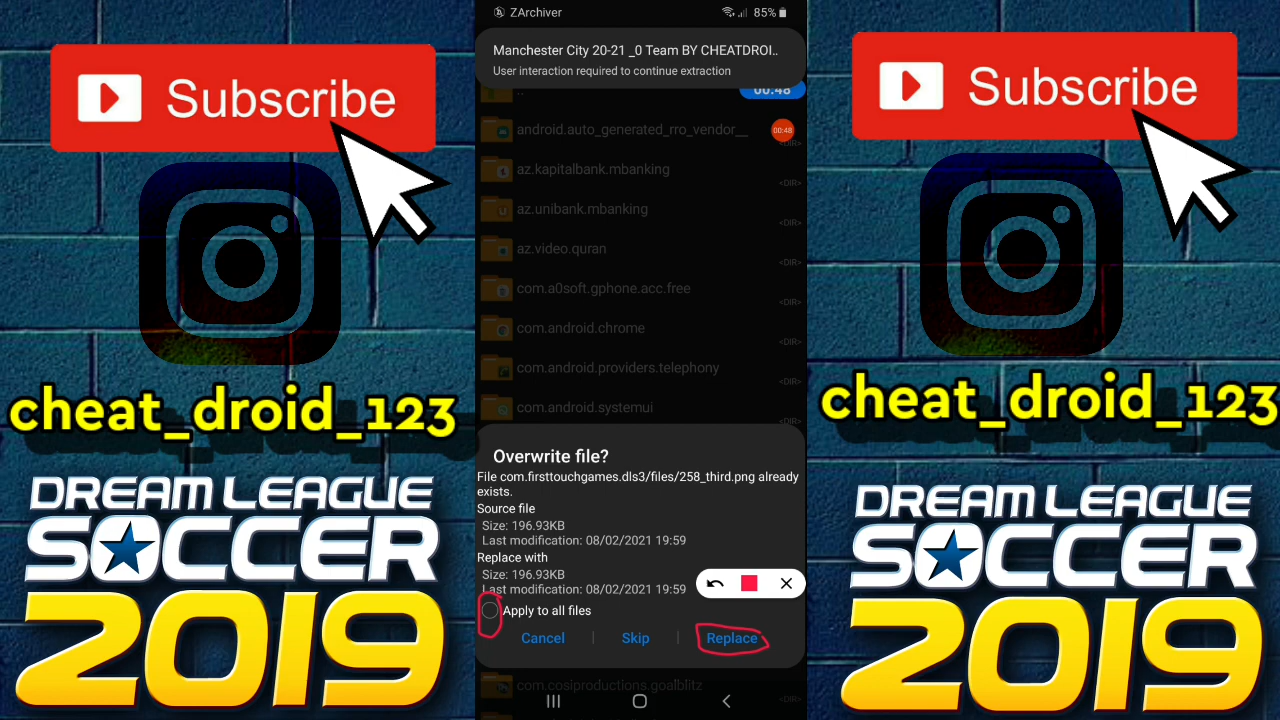 Subscribe
cheat_droid_123
DREAM LEAGUE
SOCCER
2019
ZArchiver
85%
Manchester City 20-21 _0 Team BY CHEATDROI..
User interaction required to continue extraction
..
00:48
android.auto_generated_rro_vendor__
00:48
<DIR>
az.kapitalbank.mbanking
<DIR>
az.unibank.mbanking
<DIR>
az.video.quran
<DIR>
com.a0soft.gphone.acc.free
<DIR>
com.android.chrome
<DIR>
com.android.providers.telephony
<DIR>
com.android.systemui
<DIR>
Overwrite file?
File com.firsttouchgames.dls3/files/258_third.png already
exists.
Source file
Size: 196.93KB
Last modification: 08/02/2021 19:59
Replace with
Size: 196.93KB
Last modification: 08/02/2021 19:59
Apply to all files
Cancel | Skip | Replace
com.cosiproductions.goalblitz
<DIR>
Subscribe
cheat_droid_123
DREAM LEAGUE
SOCCER
2019